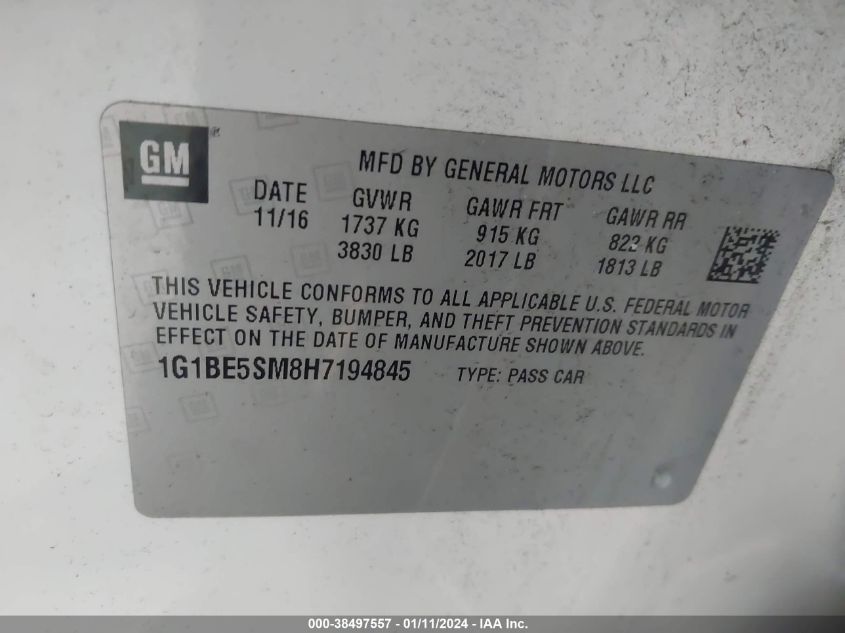 GM®
MFD BY GENERAL MOTORS LLC
DATE GVWR GAWR FRT GAWR RR
11/16 1737 KG 915 KG 822 KG
3830 LB 2017 LB 1813 LB
THIS VEHICLE CONFORMS TO ALL APPLICABLE U.S. FEDERAL MOTOR
VEHICLE SAFETY, BUMPER, AND THEFT PREVENTION STANDARDS IN
EFFECT ON THE DATE OF MANUFACTURE SHOWN ABOVE.
1G1BE5SM8H7194845 TYPE: PASS CAR
000-38497557 - 01/11/2024 - IAA Inc.